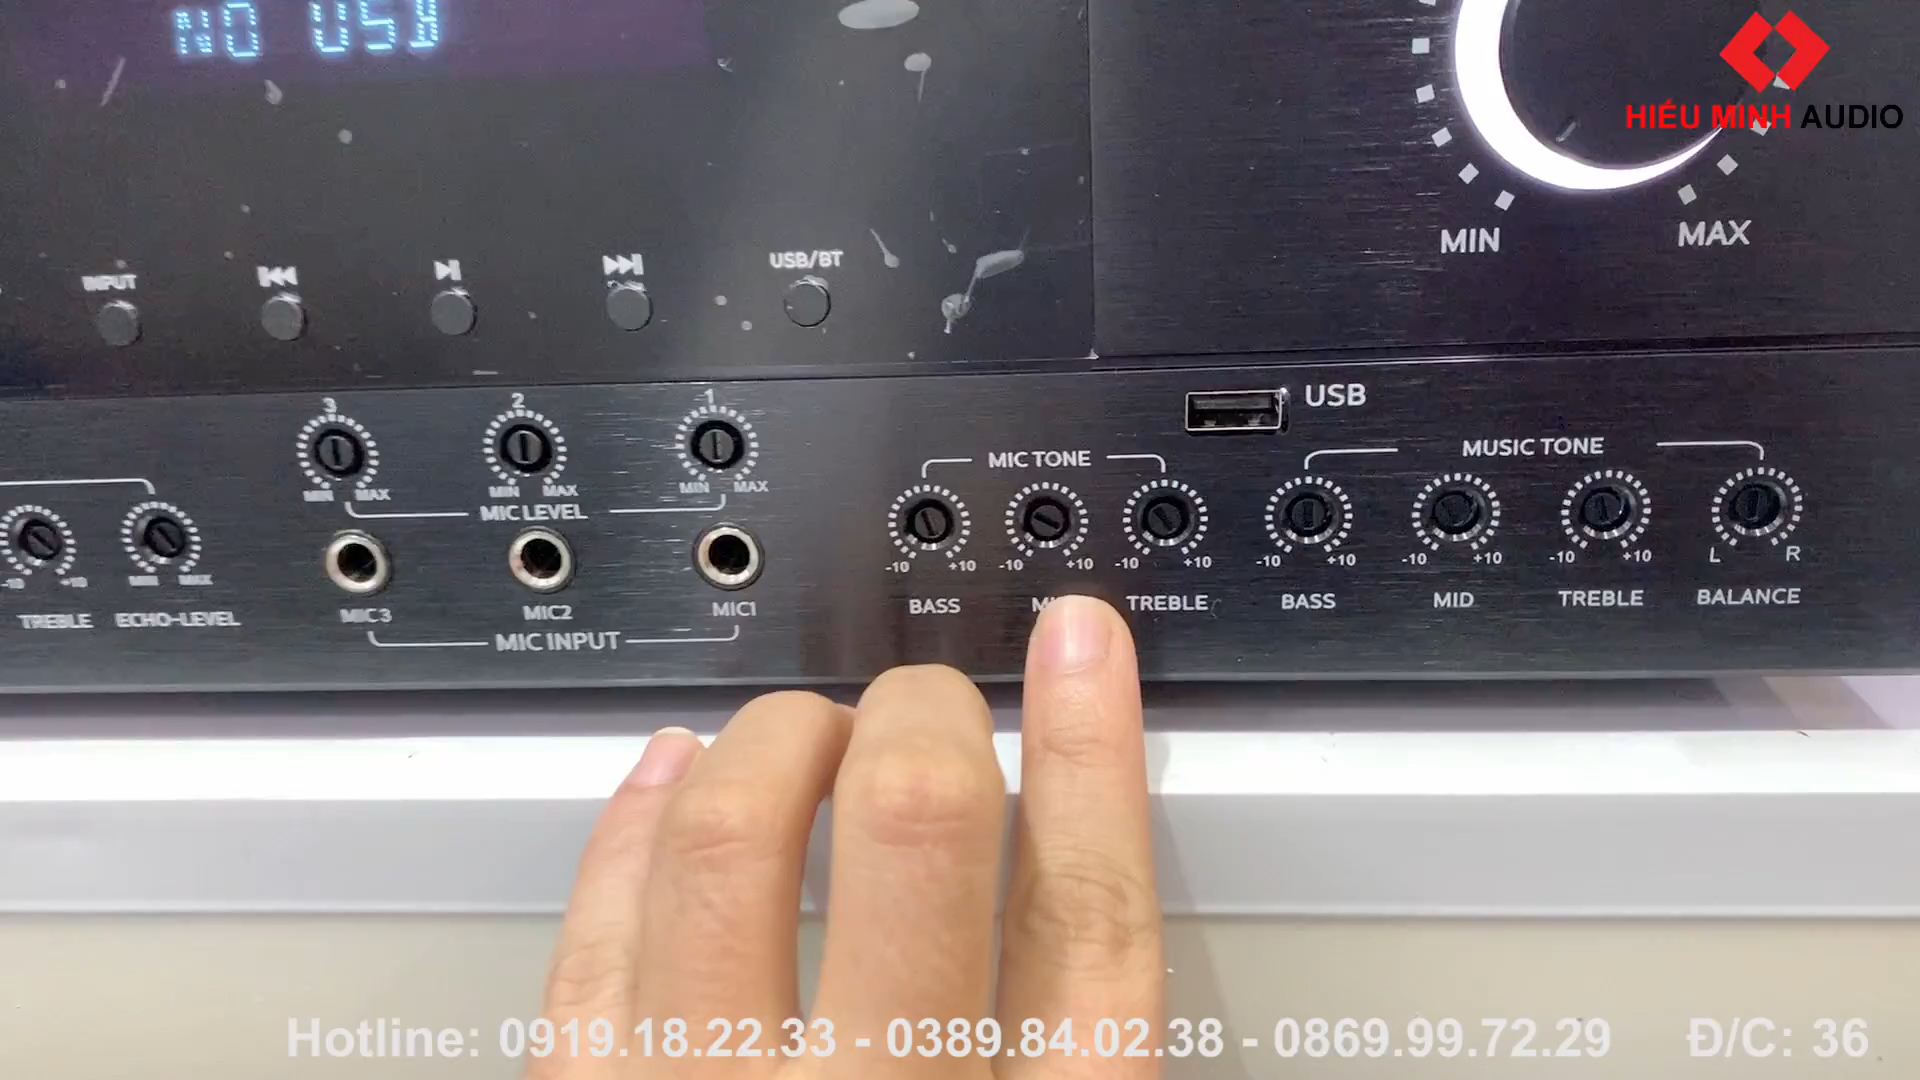 NO USB
HIẾU MINH AUDIO
MIN MAX
INPUT USB/BT
3 2 1
MIN MAX MIN MAX MIN MAX
MIC LEVEL
USB
MIC TONE MUSIC TONE
-10 +10 MIN MAX
-10 +10 -10 +10 -10 +10 -10 +10 -10 +10 -10 +10 L R
TREBLE ECHO-LEVEL MIC3 MIC2 MIC1
BASS TREBLE BASS MID TREBLE BALANCE
MIC INPUT
Hotline: 0919.18.22.33 - 0389.84.02.38 - 0869.99.72.29 Đ/C: 36